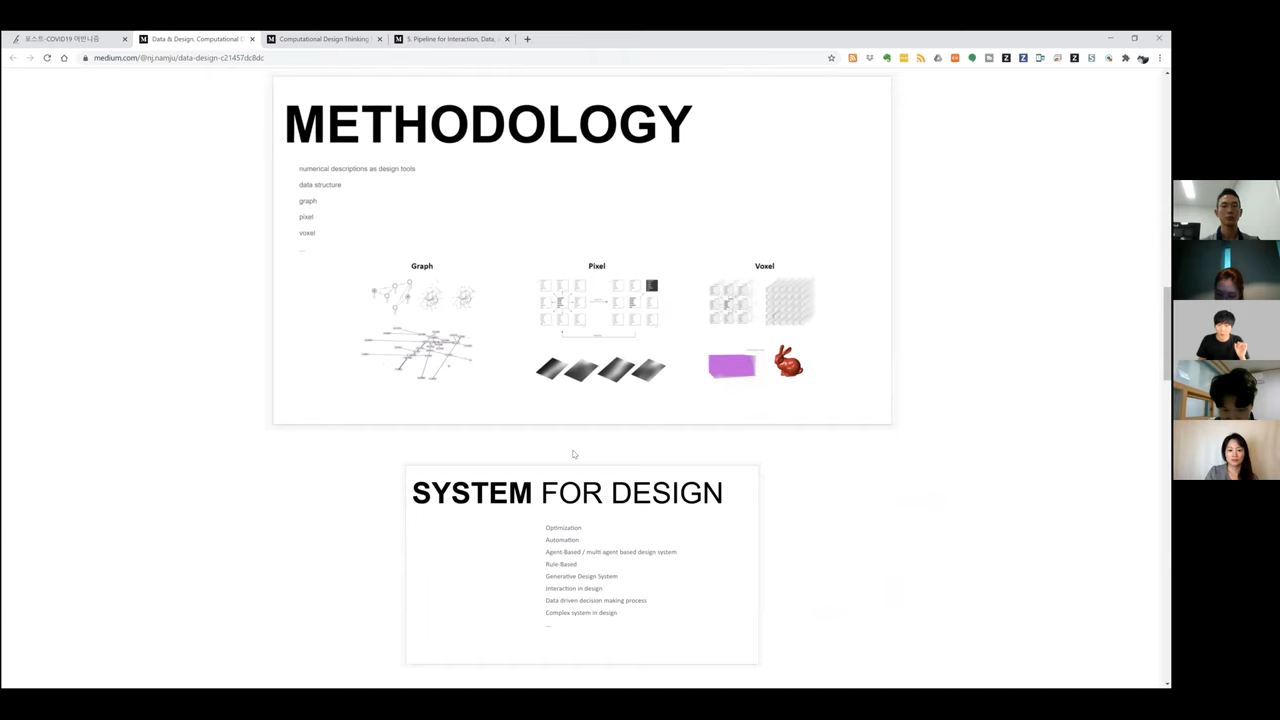 포스트-COVID19 어반니즘
Data & Design. Computational D
Computational Design Thinking
5. Pipeline for Interaction, Data,
medium.com/@nj.namju/data-design-c21457dc8dc
METHODOLOGY
numerical descriptions as design tools
data structure
graph
pixel
voxel
...
Graph
Pixel
Voxel
SYSTEM FOR DESIGN
Optimization
Automation
Agent-Based / multi agent based design system
Rule-Based
Generative Design System
Interaction in design
Data driven decision making process
Complex system in design
...